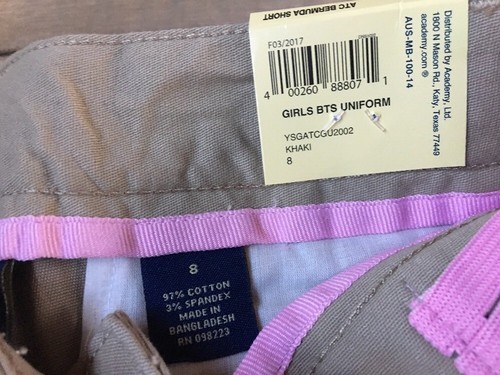 ATC BERMUDA SHORT
F03/2017
4 00260 88807 1
GIRLS BTS UNIFORM
YSGATCGU2002
KHAKI
8
Distributed by Academy, Ltd.
1800 N Mason Rd., Katy, Texas 77449
academy.com ®
AUS-MB-100-14
8
97% COTTON
3% SPANDEX
MADE IN
BANGLADESH
RN 098223